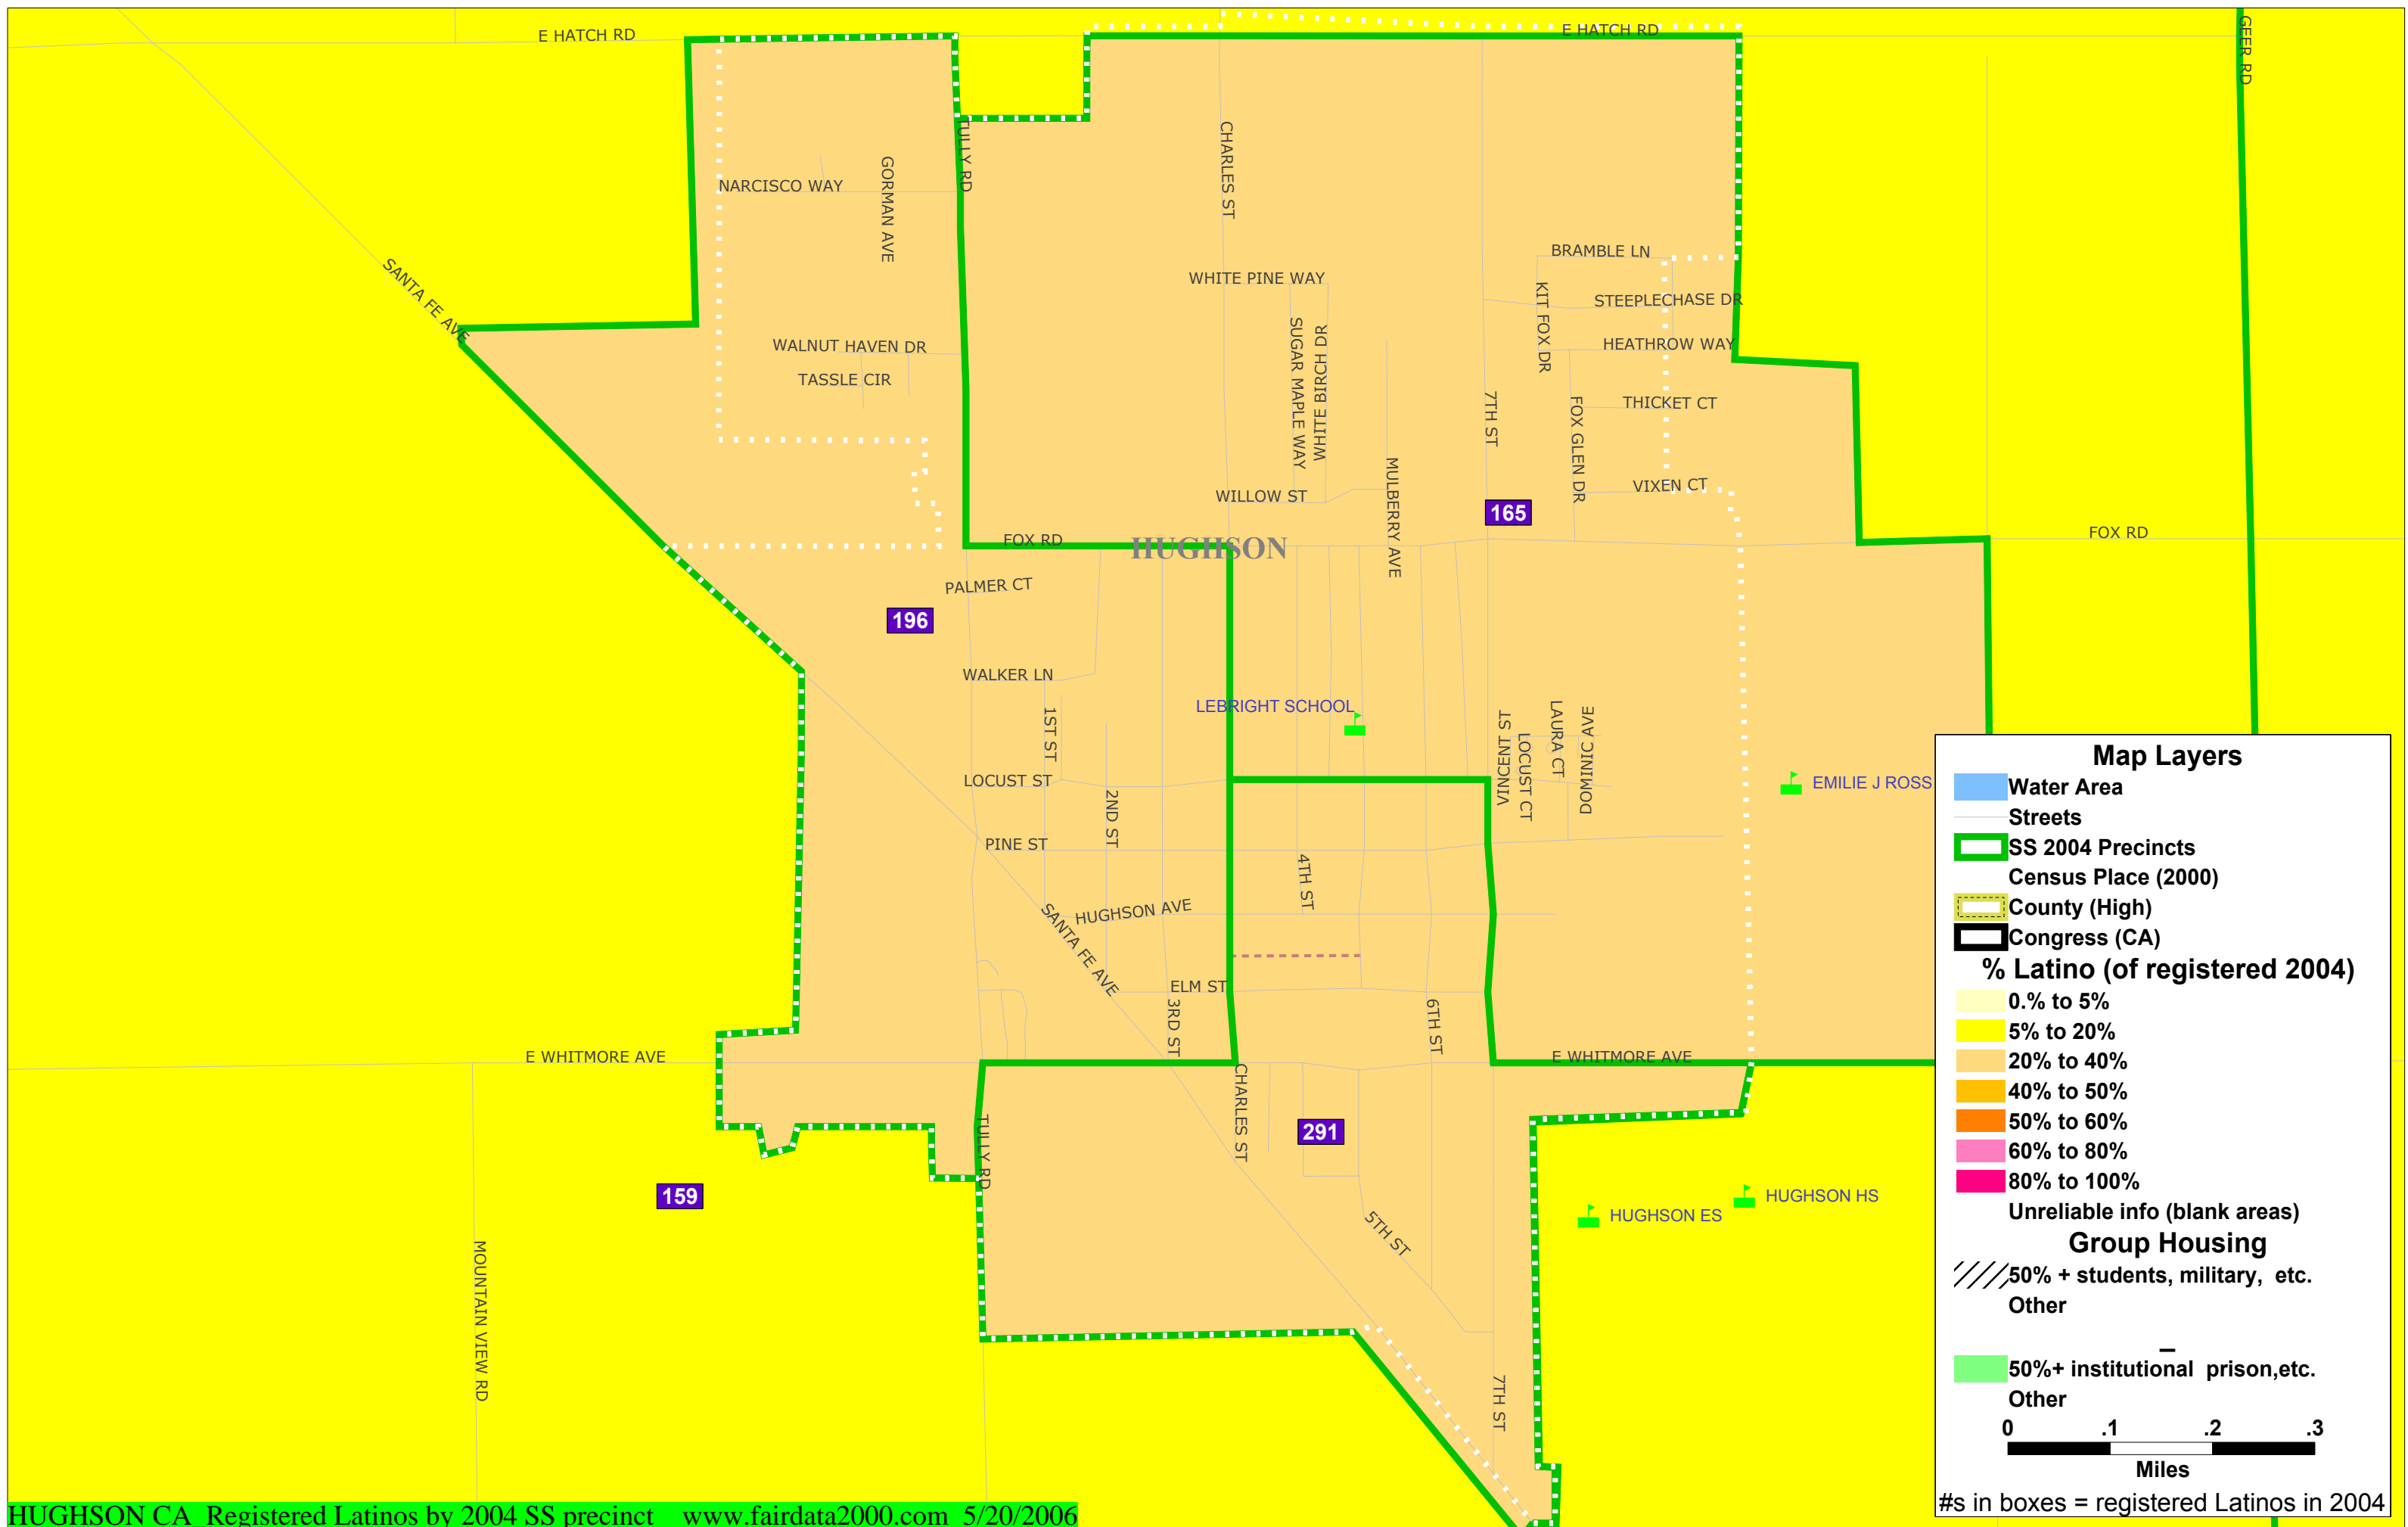 E HATCH RD
E HATCH RD
GEER RD
TULLY RD
CHARLES ST
NARCISCO WAY
GORMAN AVE
SANTA FE AVE
WHITE PINE WAY
BRAMBLE LN
KIT FOX DR
STEEPLECHASE DR
HEATHROW WAY
WALNUT HAVEN DR
TASSLE CIR
SUGAR MAPLE WAY
WHITE BIRCH DR
7TH ST
FOX GLEN DR
THICKET CT
MULBERRY AVE
WILLOW ST
VIXEN CT
165
FOX RD
HUGHSON
FOX RD
PALMER CT
196
WALKER LN
1ST ST
LEBRIGHT SCHOOL
VINCENT ST
LOCUST CT
LAURA CT
DOMINIC AVE
LOCUST ST
2ND ST
EMILIE J ROSS
PINE ST
4TH ST
HUGHSON AVE
SANTA FE AVE
ELM ST
3RD ST
6TH ST
E WHITMORE AVE
E WHITMORE AVE
CHARLES ST
TULLY RD
291
159
HUGHSON HS
HUGHSON ES
5TH ST
MOUNTAIN VIEW RD
7TH ST
Map Layers
Water Area
Streets
SS 2004 Precincts
Census Place (2000)
County (High)
Congress (CA)
% Latino (of registered 2004)
0.% to 5%
5% to 20%
20% to 40%
40% to 50%
50% to 60%
60% to 80%
80% to 100%
Unreliable info (blank areas)
Group Housing
50% + students, military, etc.
Other
50%+ institutional prison,etc.
Other
0 .1 .2 .3
Miles
#s in boxes = registered Latinos in 2004
HUGHSON CA Registered Latinos by 2004 SS precinct www.fairdata2000.com 5/20/2006